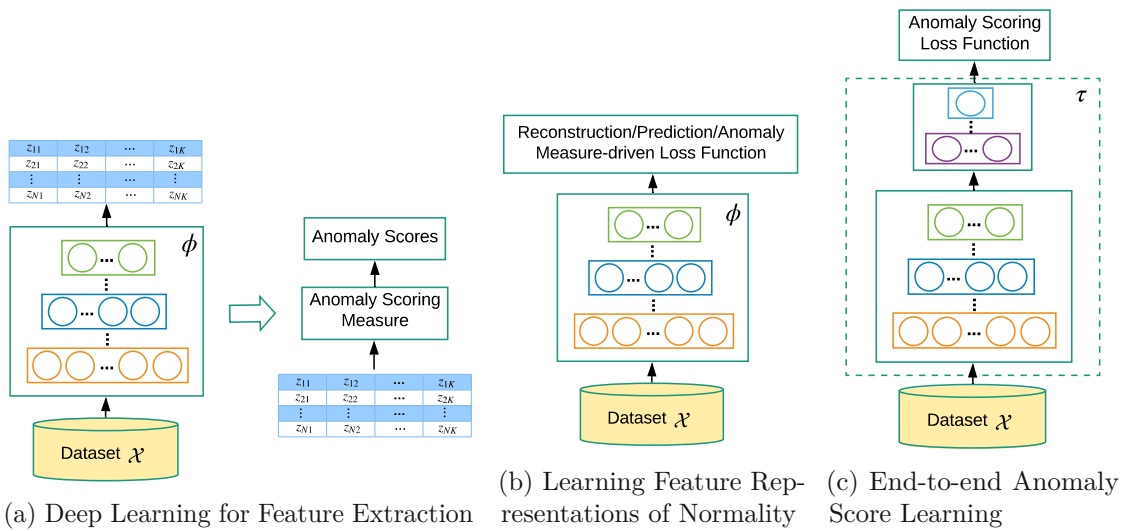 z11 z12 ... z1K
z21 z22 ... z2K
⋮ ⋮ ... ⋮
zN1 zN2 ... zNK
ϕ
...
...
...
Dataset 𝒳
Anomaly Scores
Anomaly Scoring
Measure
z11 z12 ... z1K
z21 z22 ... z2K
⋮ ⋮ ... ⋮
zN1 zN2 ... zNK
(a) Deep Learning for Feature Extraction
Reconstruction/Prediction/Anomaly
Measure-driven Loss Function
ϕ
...
...
...
Dataset 𝒳
(b) Learning Feature Rep-
resentations of Normality
Anomaly Scoring
Loss Function
τ
...
...
...
...
Dataset 𝒳
(c) End-to-end Anomaly
Score Learning